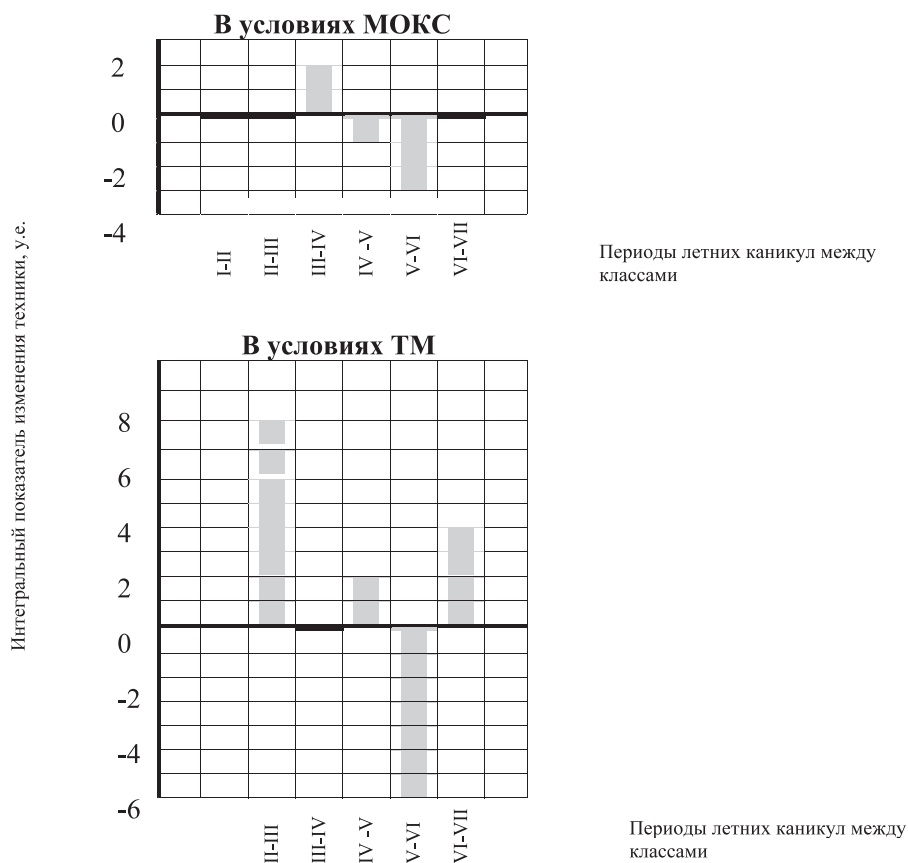 В условиях МОКС
2
0
-2
-4
I-II
II-III
III-IV
IV -V
V-VI
VI-VII
Периоды летних каникул между
классами
Интегральный показатель изменения техники, у.е.
В условиях ТМ
8
6
4
2
0
-2
-4
-6
II-III
III-IV
IV -V
V-VI
VI-VII
Периоды летних каникул между
классами